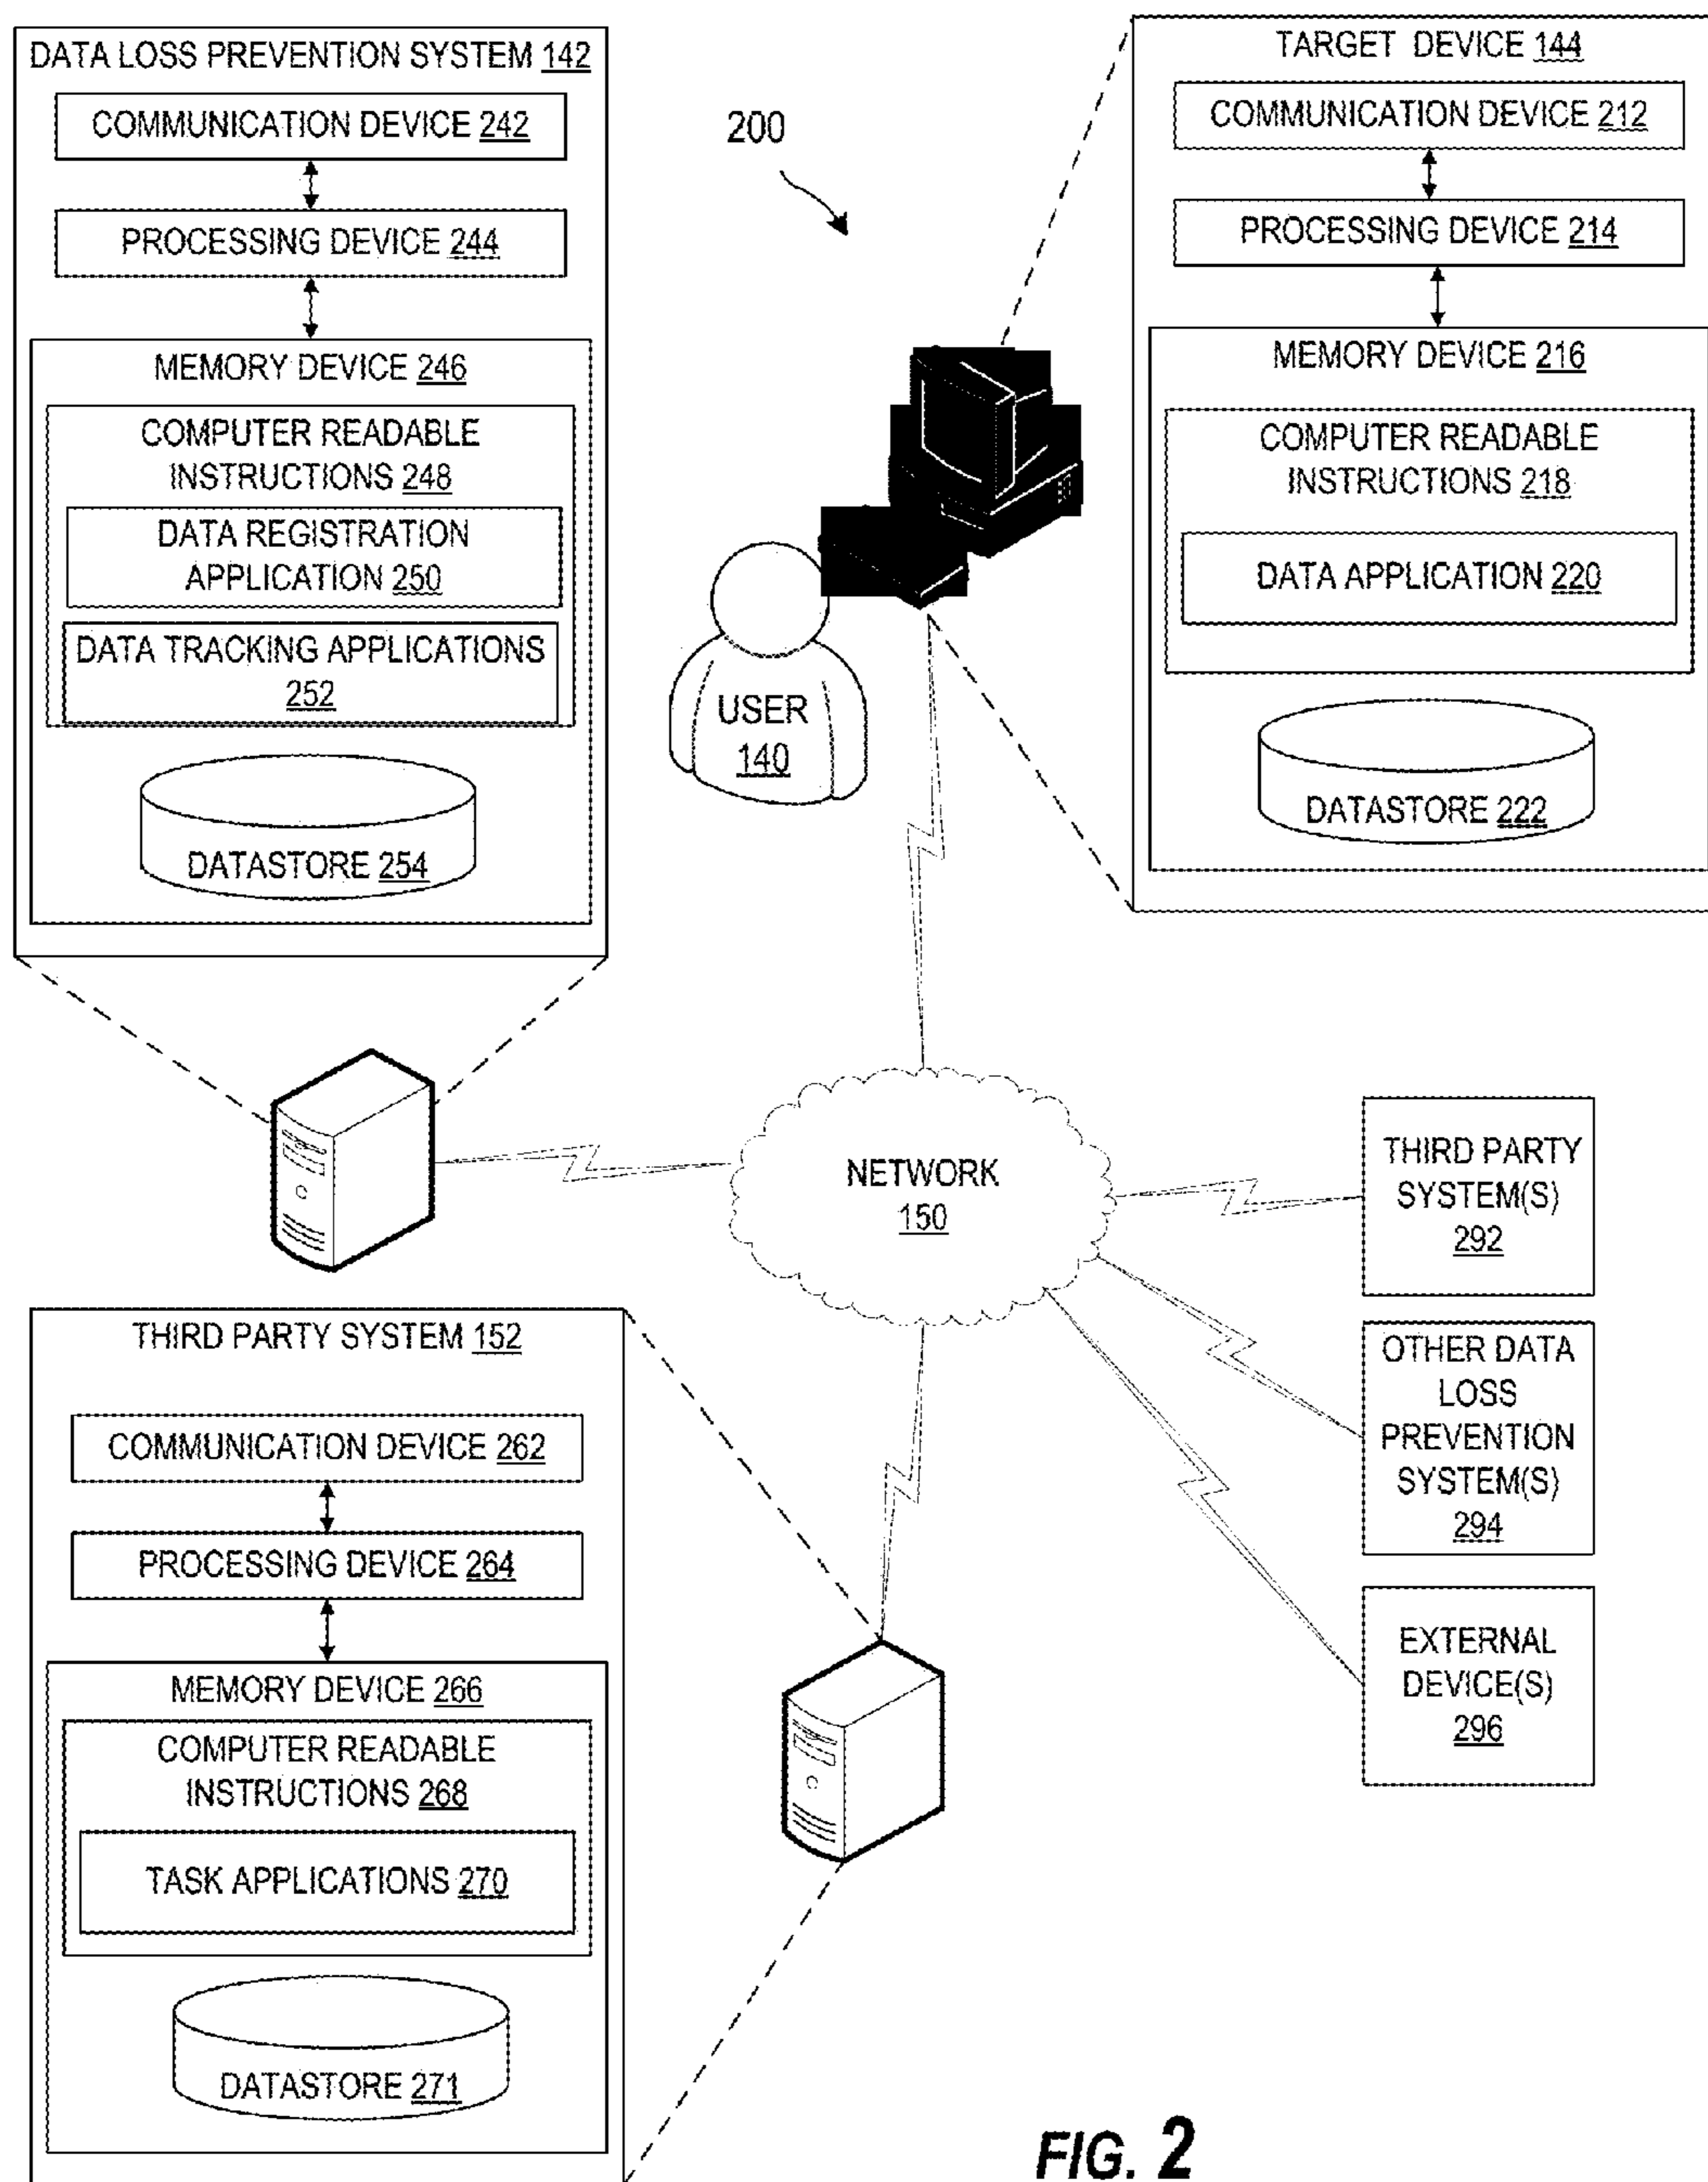 DATA LOSS PREVENTION SYSTEM 142
COMMUNICATION DEVICE 242
PROCESSING DEVICE 244
MEMORY DEVICE 246
COMPUTER READABLE
INSTRUCTIONS 248
DATA REGISTRATION
APPLICATION 250
DATA TRACKING APPLICATIONS
252
DATASTORE 254
200
USER
140
TARGET DEVICE 144
COMMUNICATION DEVICE 212
PROCESSING DEVICE 214
MEMORY DEVICE 216
COMPUTER READABLE
INSTRUCTIONS 218
DATA APPLICATION 220
DATASTORE 222
NETWORK
150
THIRD PARTY
SYSTEM(S)
292
OTHER DATA
LOSS
PREVENTION
SYSTEM(S)
294
EXTERNAL
DEVICE(S)
296
THIRD PARTY SYSTEM 152
COMMUNICATION DEVICE 262
PROCESSING DEVICE 264
MEMORY DEVICE 266
COMPUTER READABLE
INSTRUCTIONS 268
TASK APPLICATIONS 270
DATASTORE 271
FIG. 2